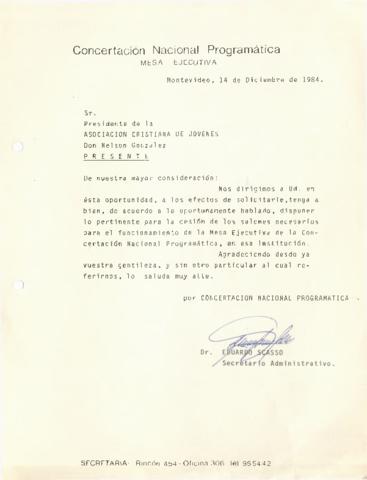 Concertación Nacional Programática
MESA EJECUTIVA
Montevideo, 14 de Diciembre de 1984.
Sr.
Presidente de la
ASOCIACION CRISTIANA DE JOVENES
Don Nelson Gonzalez
P R E S E N T E
De nuestra mayor consideración:
Nos dirigimos a Ud. en
ésta oportunidad, a los efectos de solicitarle, tenga a
bien, de acuerdo a lo oportunamente hablado, disponer
lo pertinente para la cesión de los salones necesarios
para el funcionamiento de la Mesa Ejecutiva de la Con-
certación Nacional Programática, en esa Institución.
Agradeciendo desde ya
vuestra gentileza, y sin otro particular al cual re-
ferirnos, lo saluda muy atte.
por CONCERTACION NACIONAL PROGRAMATICA
Dr. EDUARDO SCASSO
Secretario Administrativo.
SECRETARIA: Rincón 454 - Oficina 306 Tel 955442